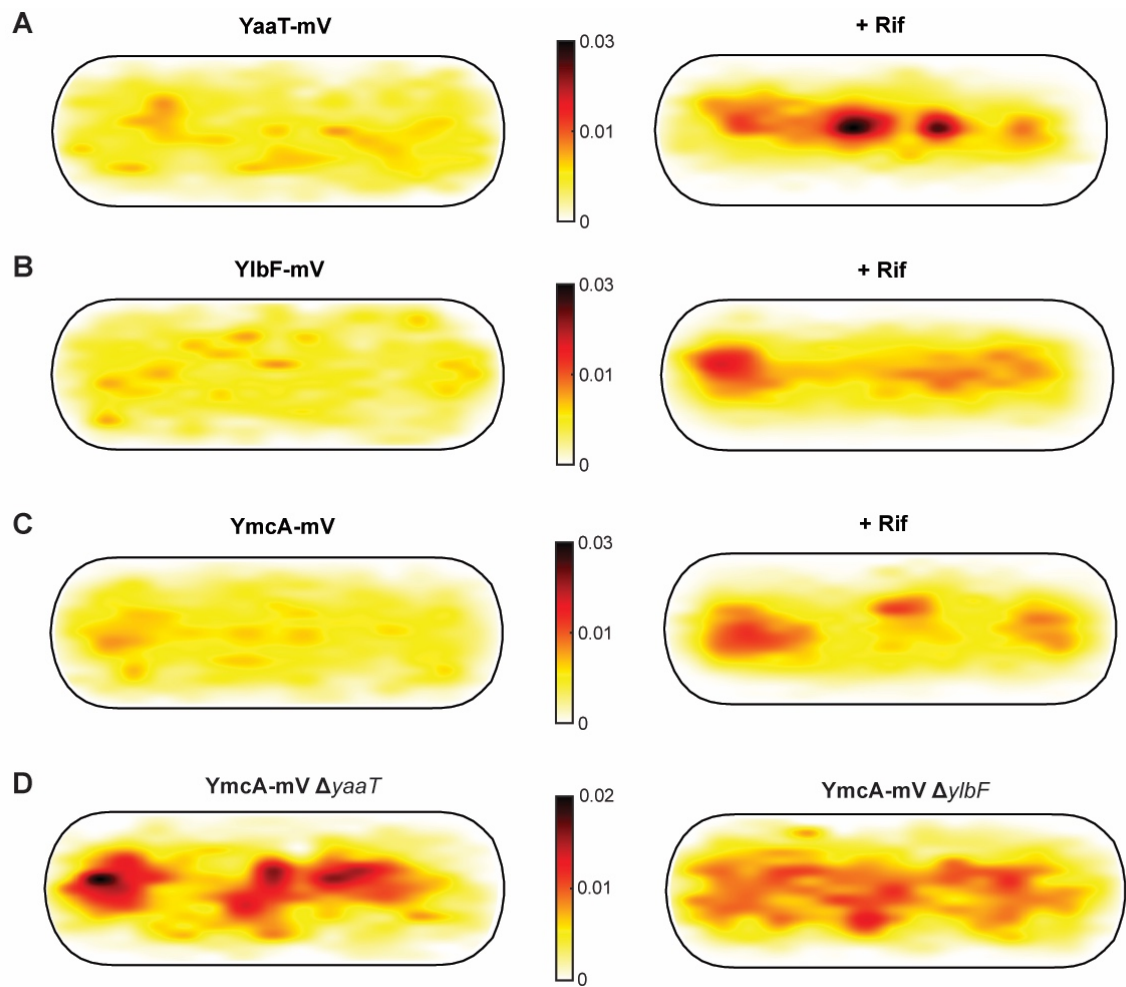 A
YaaT-mV
+ Rif
0.03
0.01
0
B
YlbF-mV
+ Rif
0.03
0.01
0
C
YmcA-mV
+ Rif
0.03
0.01
0
D
YmcA-mV ΔyaaT
YmcA-mV ΔylbF
0.02
0.01
0